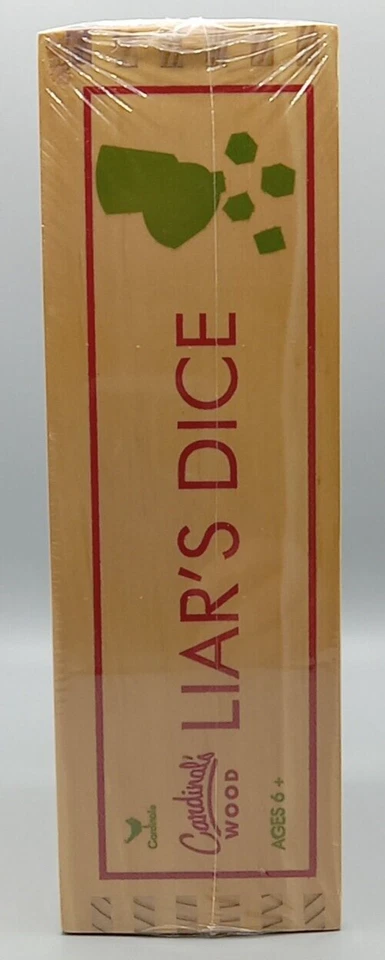 Cardinal®
Cardinal's
WOOD
LIAR'S DICE
AGES 6+